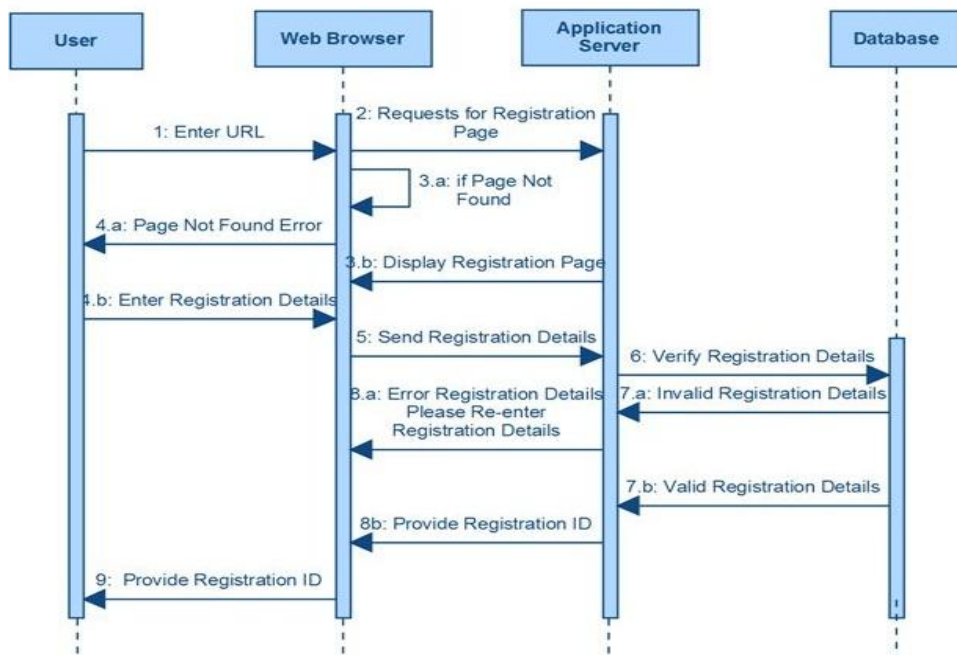 User
Web Browser
Application
Server
Database
1: Enter URL
2: Requests for Registration
Page
3.a: if Page Not
Found
4.a: Page Not Found Error
3.b: Display Registration Page
4.b: Enter Registration Details
5: Send Registration Details
6: Verify Registration Details
8.a: Error Registration Details
Please Re-enter
Registration Details
7.a: Invalid Registration Details
7.b: Valid Registration Details
8b: Provide Registration ID
9: Provide Registration ID